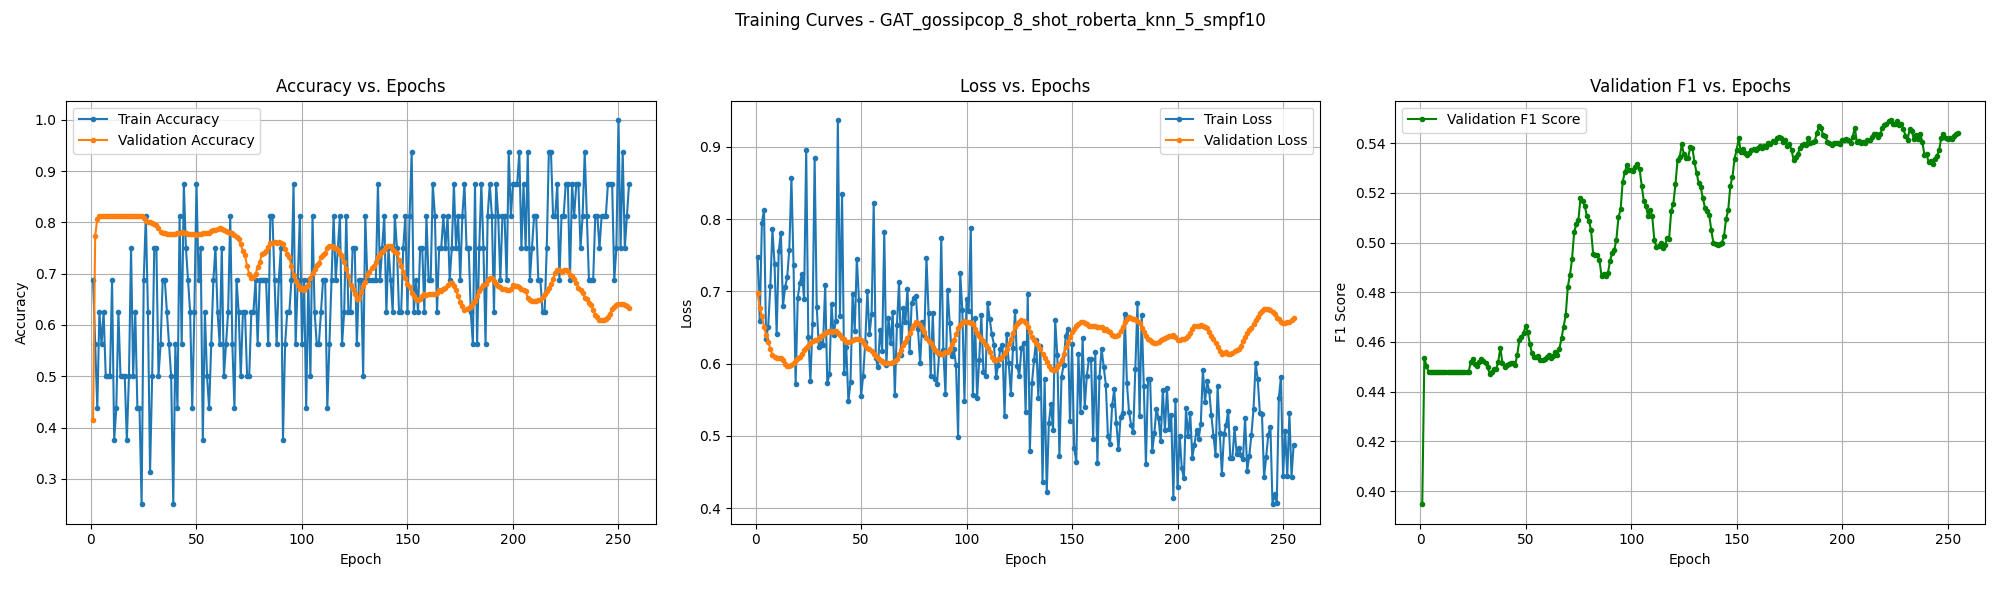 Training Curves - GAT_gossipcop_8_shot_roberta_knn_5_smpf10
Accuracy vs. Epochs
Train Accuracy
Validation Accuracy
1.0
0.9
0.8
0.7
0.6
0.5
0.4
0.3
Accuracy
0 50 100 150 200 250
Epoch
Loss vs. Epochs
Train Loss
Validation Loss
0.9
0.8
0.7
0.6
0.5
0.4
Loss
0 50 100 150 200 250
Epoch
Validation F1 vs. Epochs
Validation F1 Score
0.54
0.52
0.50
0.48
0.46
0.44
0.42
0.40
F1 Score
0 50 100 150 200 250
Epoch